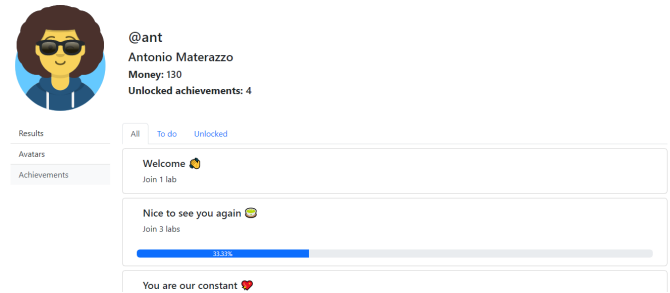 @ant
Antonio Materazzo
Money: 130
Unlocked achievements: 4
Results
Avatars
Achievements
All To do Unlocked
Welcome 👏
Join 1 lab
Nice to see you again 🍵
Join 3 labs
33.33%
You are our constant 💖